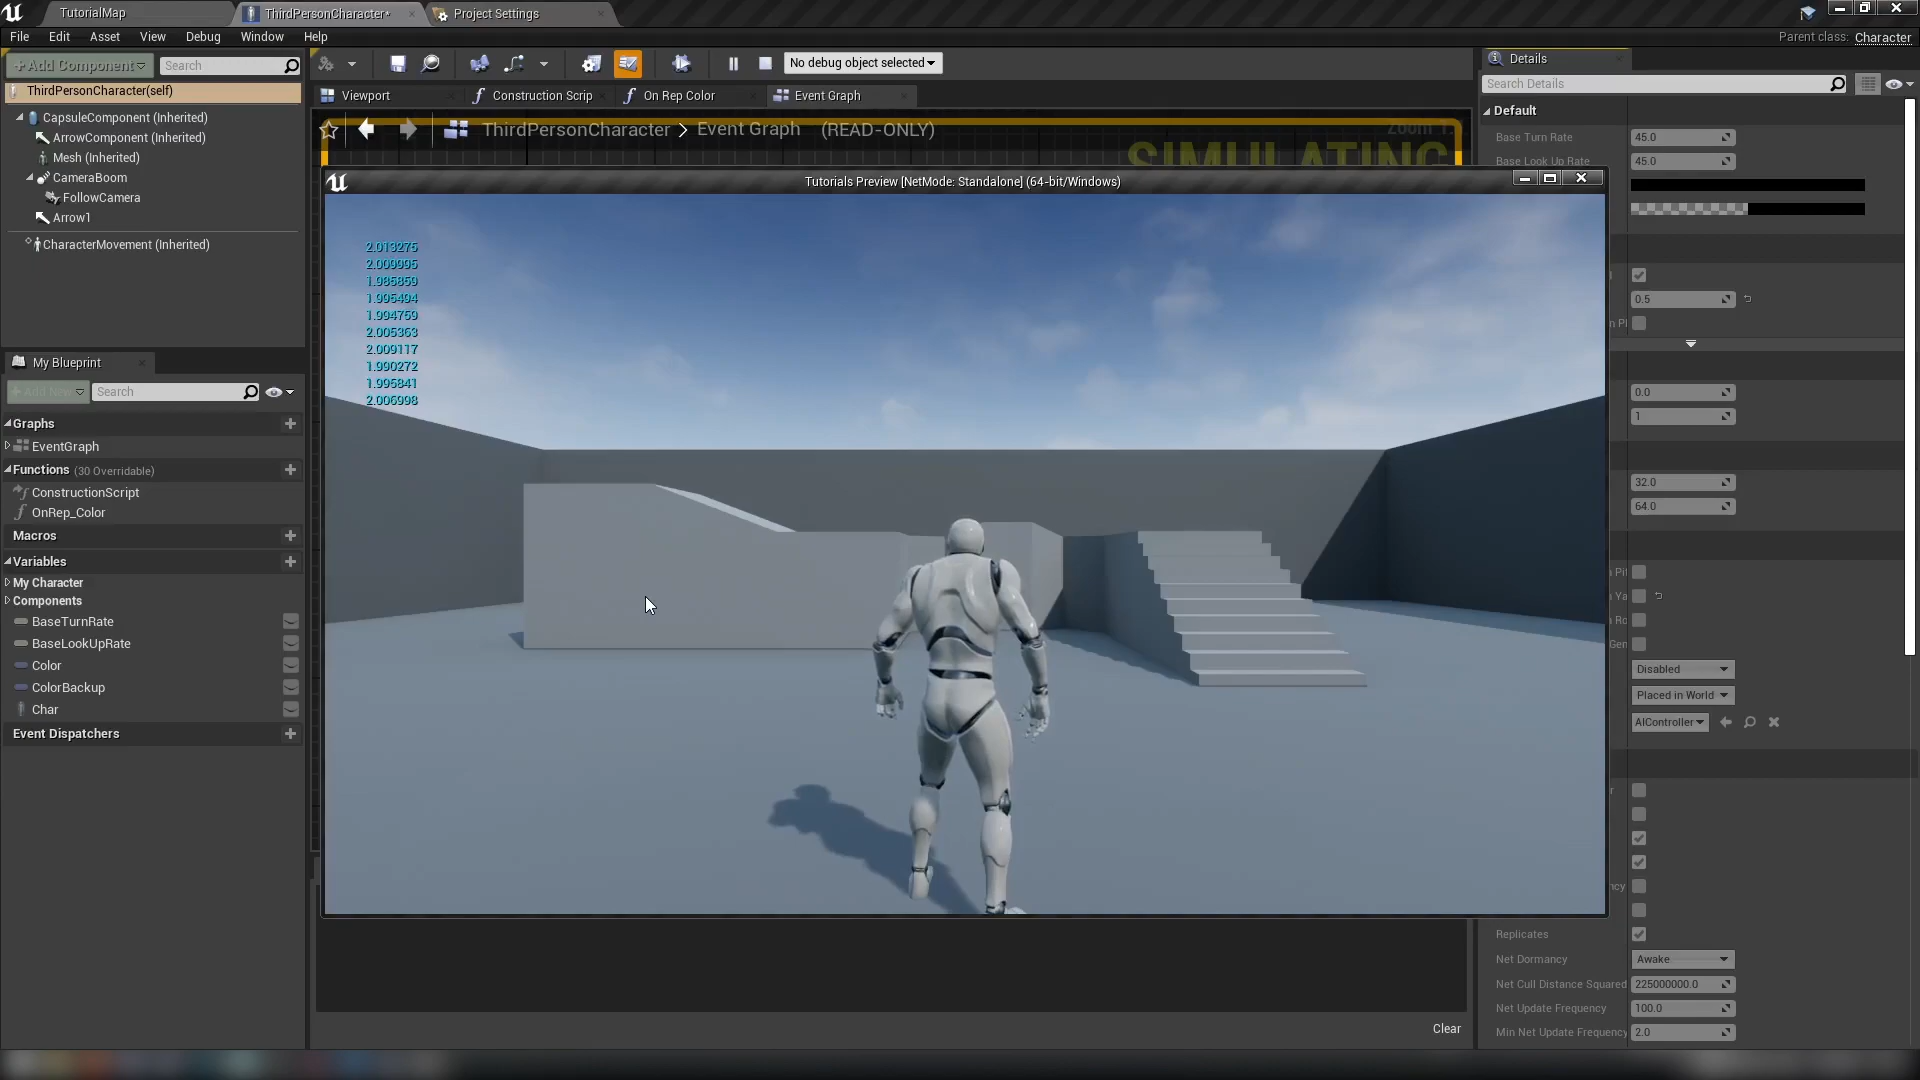 TutorialMap
ThirdPersonCharacter*
Project Settings
File
Edit
Asset
View
Debug
Window
Help
Parent class: Character
Add Component
Search
No debug object selected
Details
Search Details
ThirdPersonCharacter(self)
Viewport
Construction Scrip
On Rep Color
Event Graph
CapsuleComponent (Inherited)
ArrowComponent (Inherited)
Mesh (Inherited)
CameraBoom
FollowCamera
Arrow1
CharacterMovement (Inherited)
ThirdPersonCharacter > Event Graph (READ-ONLY)
SIMULATING
Default
Base Turn Rate
45.0
Base Look Up Rate
45.0
Tutorials Preview [NetMode: Standalone] (64-bit/Windows)
2.013275
2.009995
1.985859
1.995494
1.994759
2.005363
2.009117
1.990272
1.995841
2.006998
0.5
0.0
1
32.0
64.0
Disabled
Placed in World
AIController
Replicates
Net Dormancy
Awake
Net Cull Distance Squared
225000000.0
Net Update Frequency
100.0
Min Net Update Frequency
2.0
My Blueprint
Add New
Search
Graphs
EventGraph
Functions (30 Overridable)
ConstructionScript
OnRep_Color
Macros
Variables
My Character
Components
BaseTurnRate
BaseLookUpRate
Color
ColorBackup
Char
Event Dispatchers
Clear